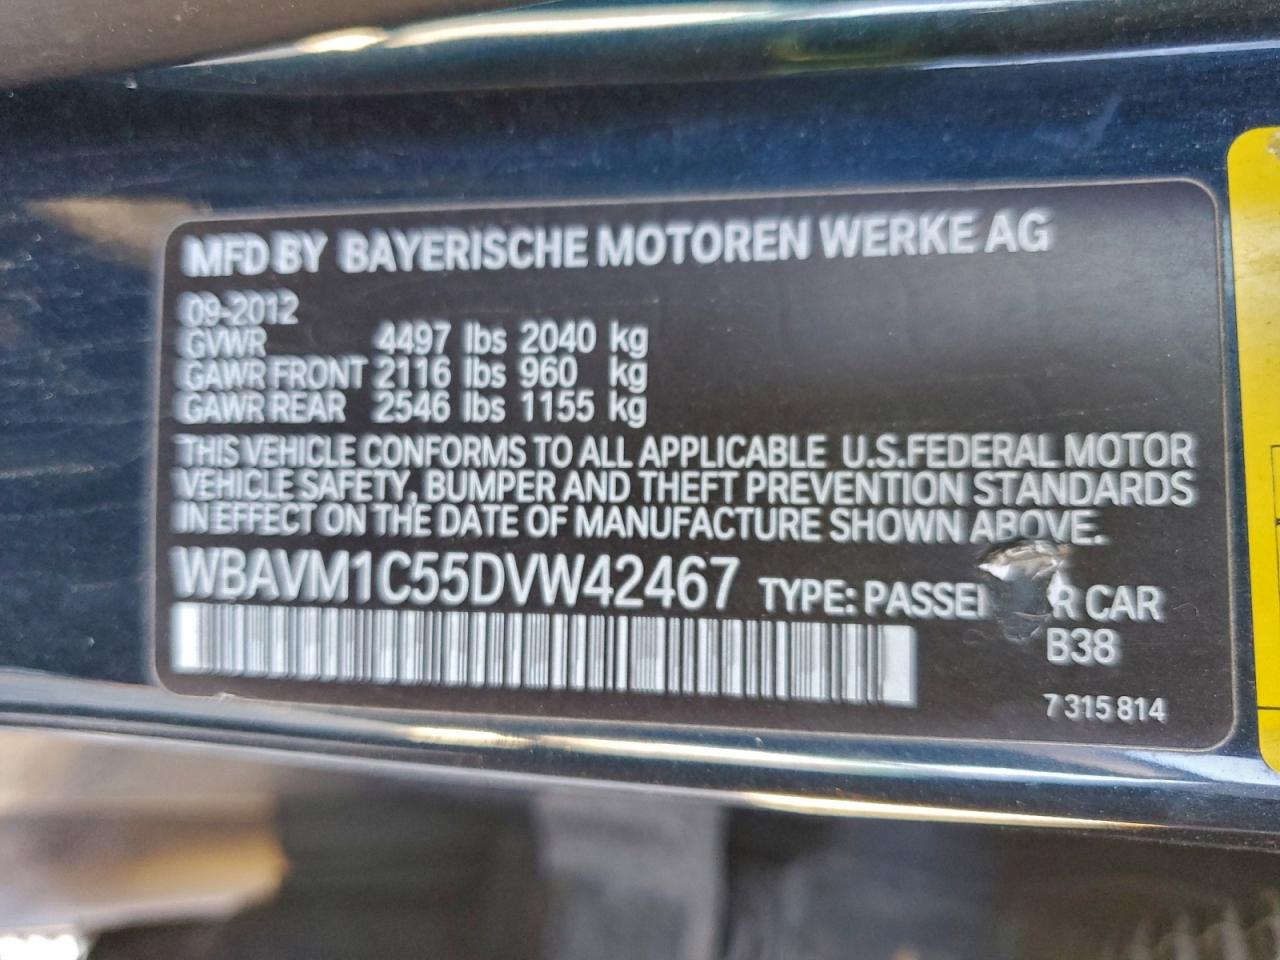 MFD BY BAYERISCHE MOTOREN WERKE AG
09-2012
GVWR 4497 lbs 2040 kg
GAWR FRONT 2116 lbs 960 kg
GAWR REAR 2546 lbs 1155 kg
THIS VEHICLE CONFORMS TO ALL APPLICABLE U.S.FEDERAL MOTOR
VEHICLE SAFETY, BUMPER AND THEFT PREVENTION STANDARDS
IN EFFECT ON THE DATE OF MANUFACTURE SHOWN ABOVE.
WBAVM1C55DVW42467 TYPE: CAR
B38
7 315 814